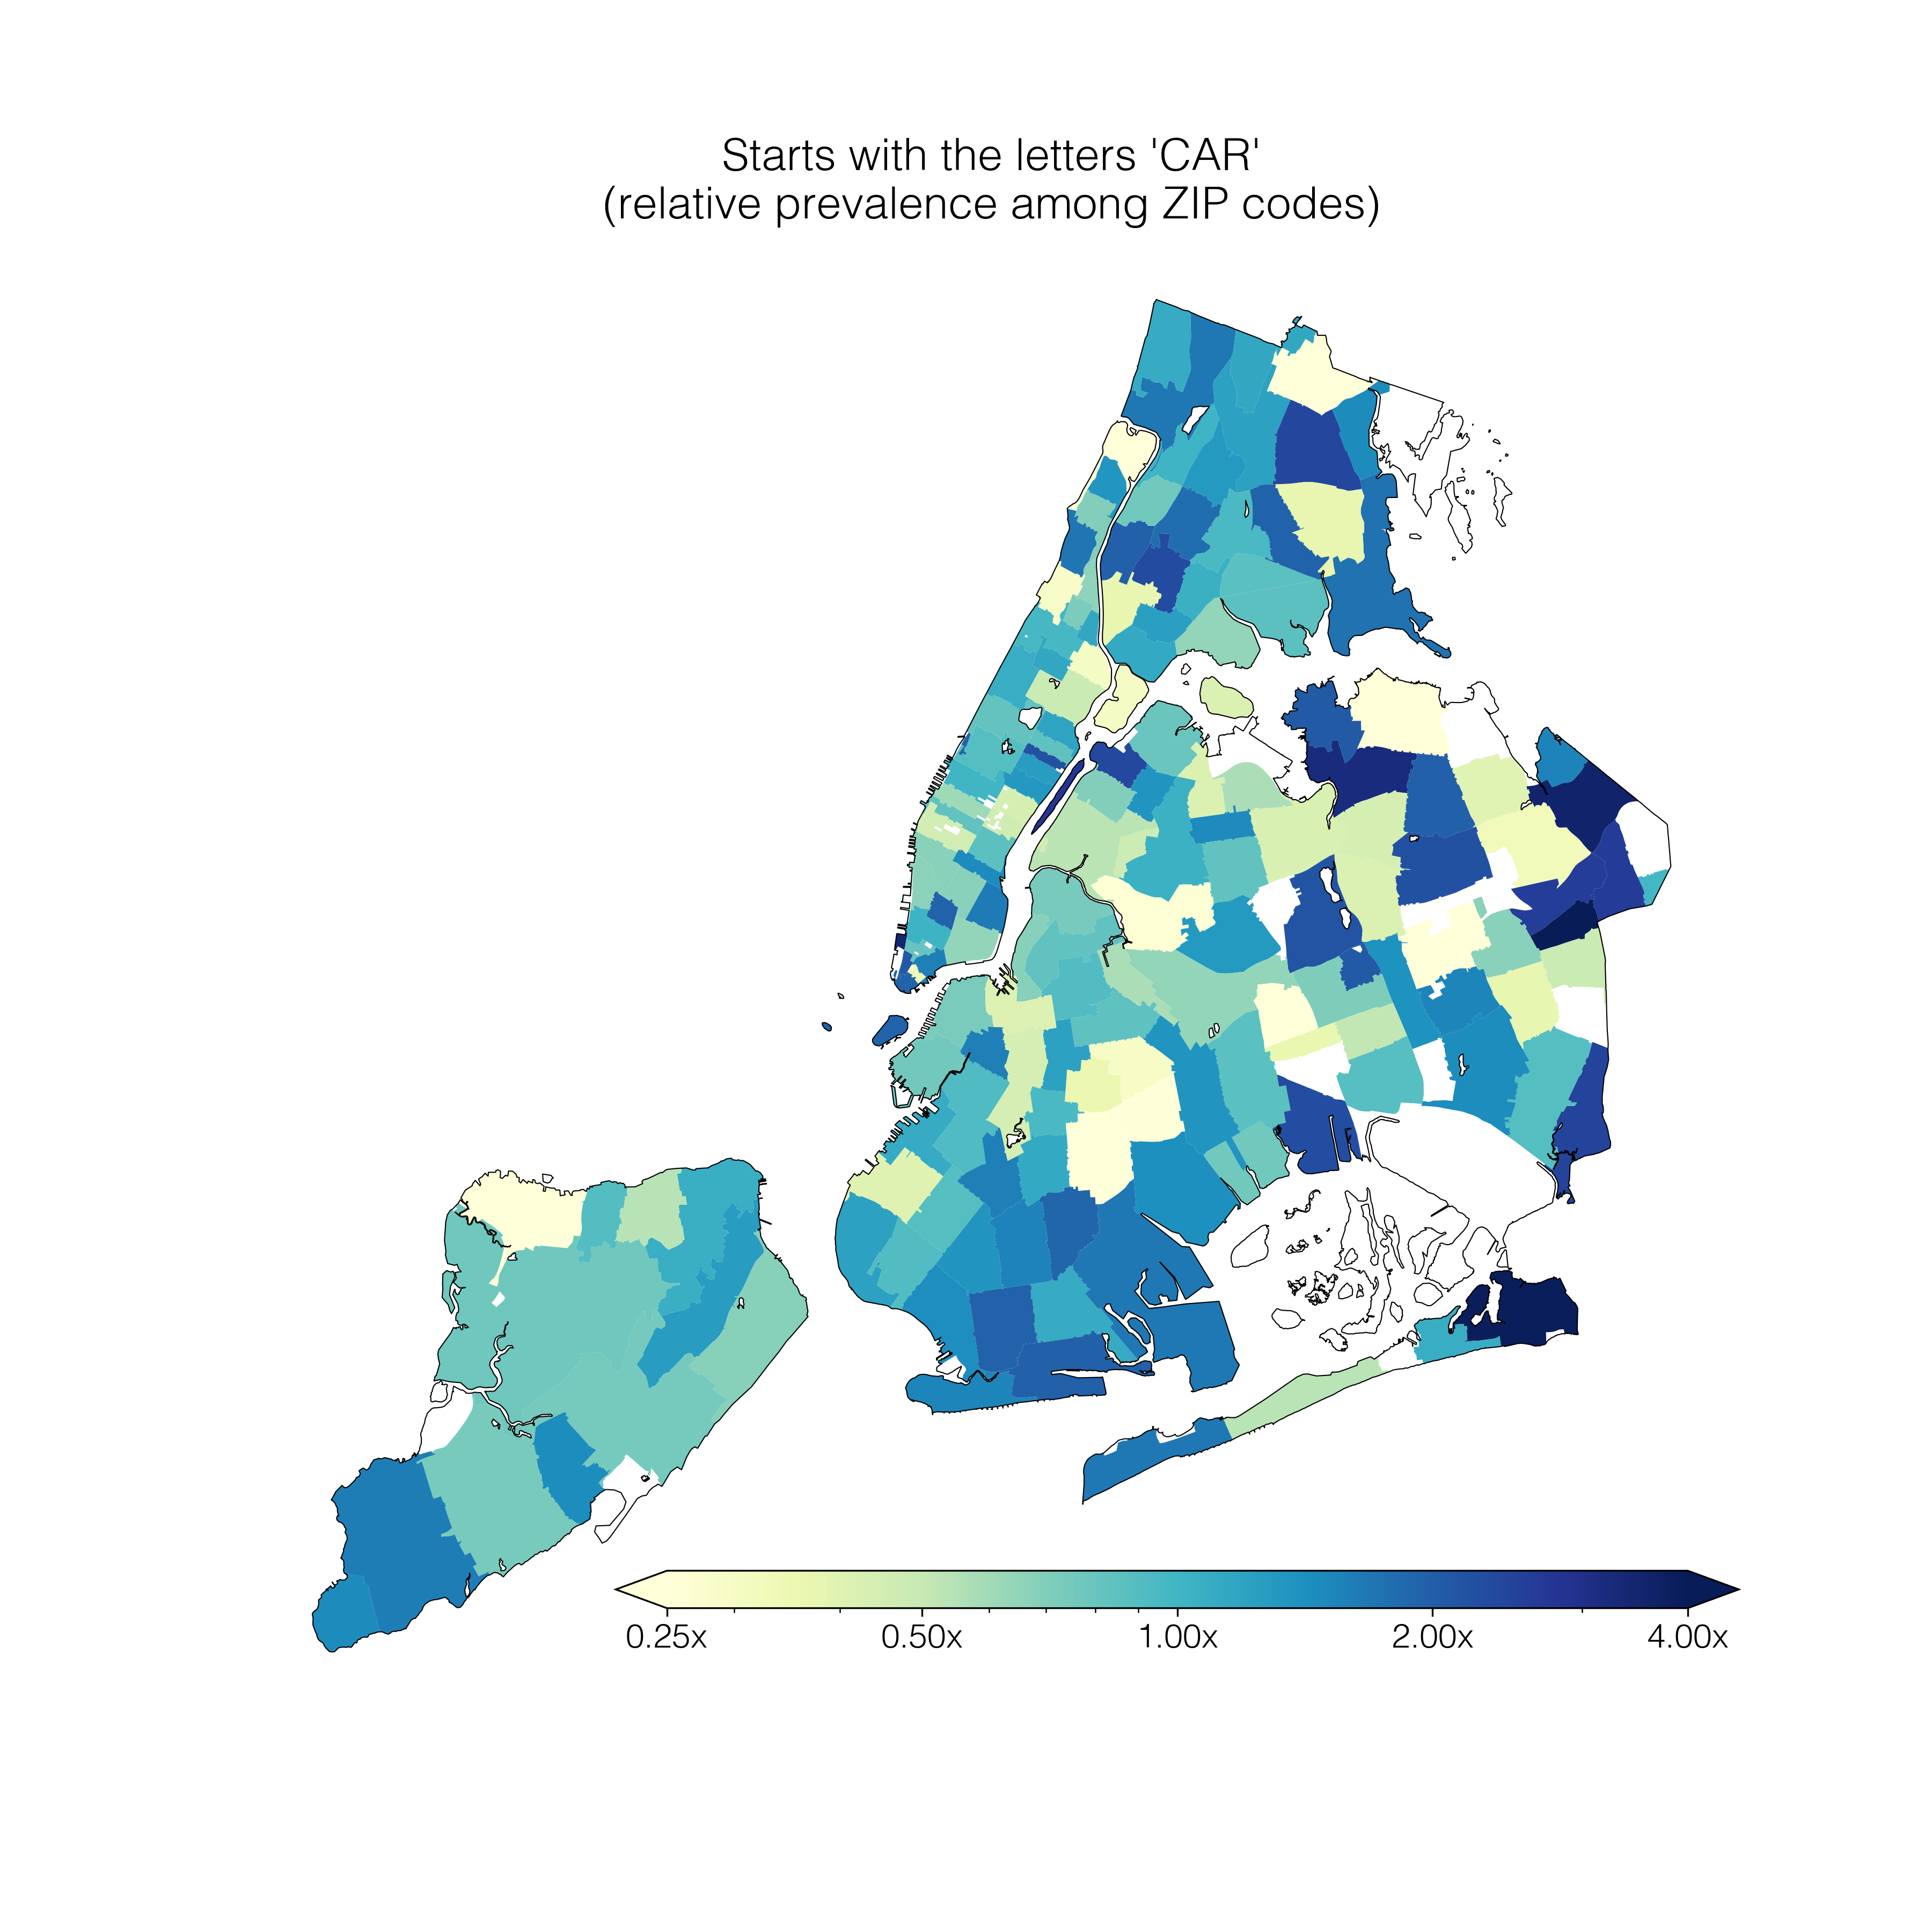 Starts with the letters 'CAR'
(relative prevalence among ZIP codes)
0.25x 0.50x 1.00x 2.00x 4.00x